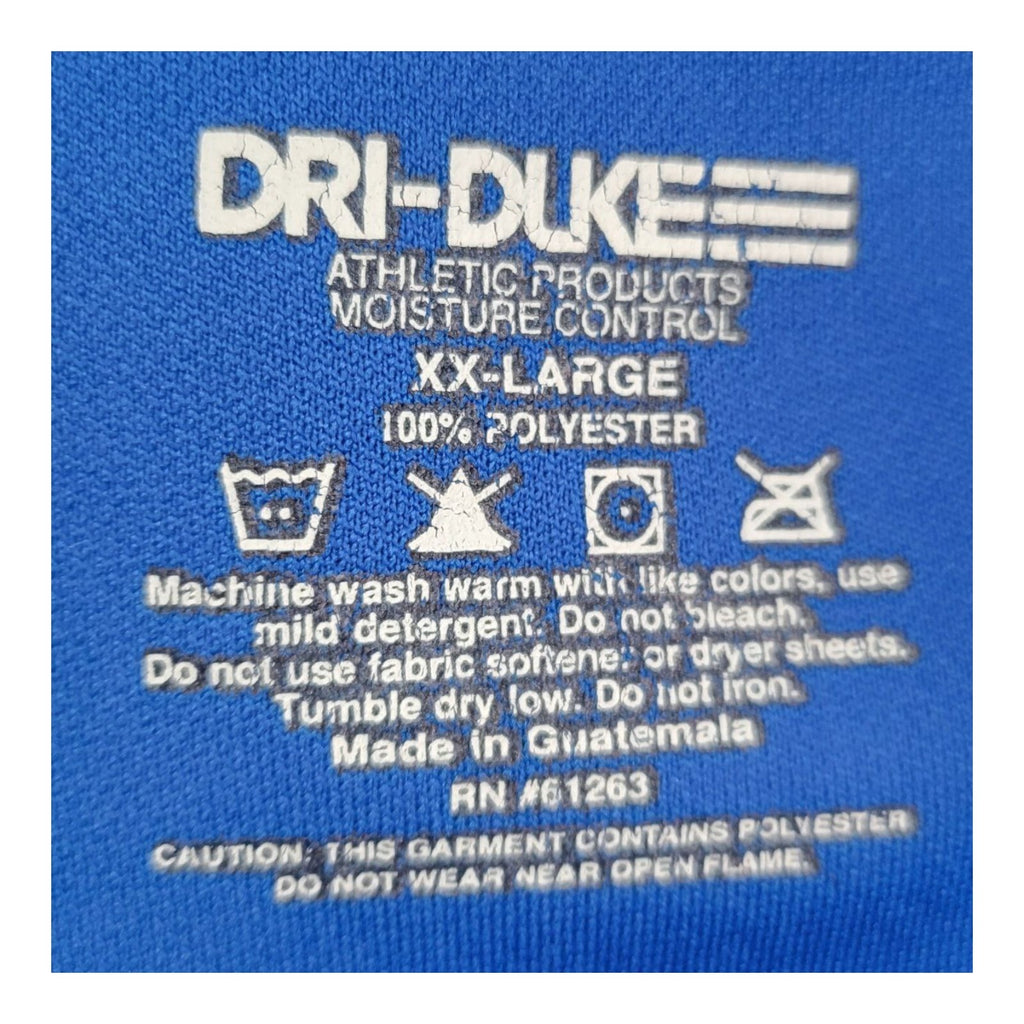 DRI-DUKE
ATHLETIC PRODUCTS
MOISTURE CONTROL
XX-LARGE
100% POLYESTER
Machine wash warm with like colors, use
mild detergent. Do not bleach.
Do not use fabric softener or dryer sheets.
Tumble dry low. Do not iron.
Made in Guatemala
RN #61263
CAUTION: THIS GARMENT CONTAINS POLYESTER
DO NOT WEAR NEAR OPEN FLAME.